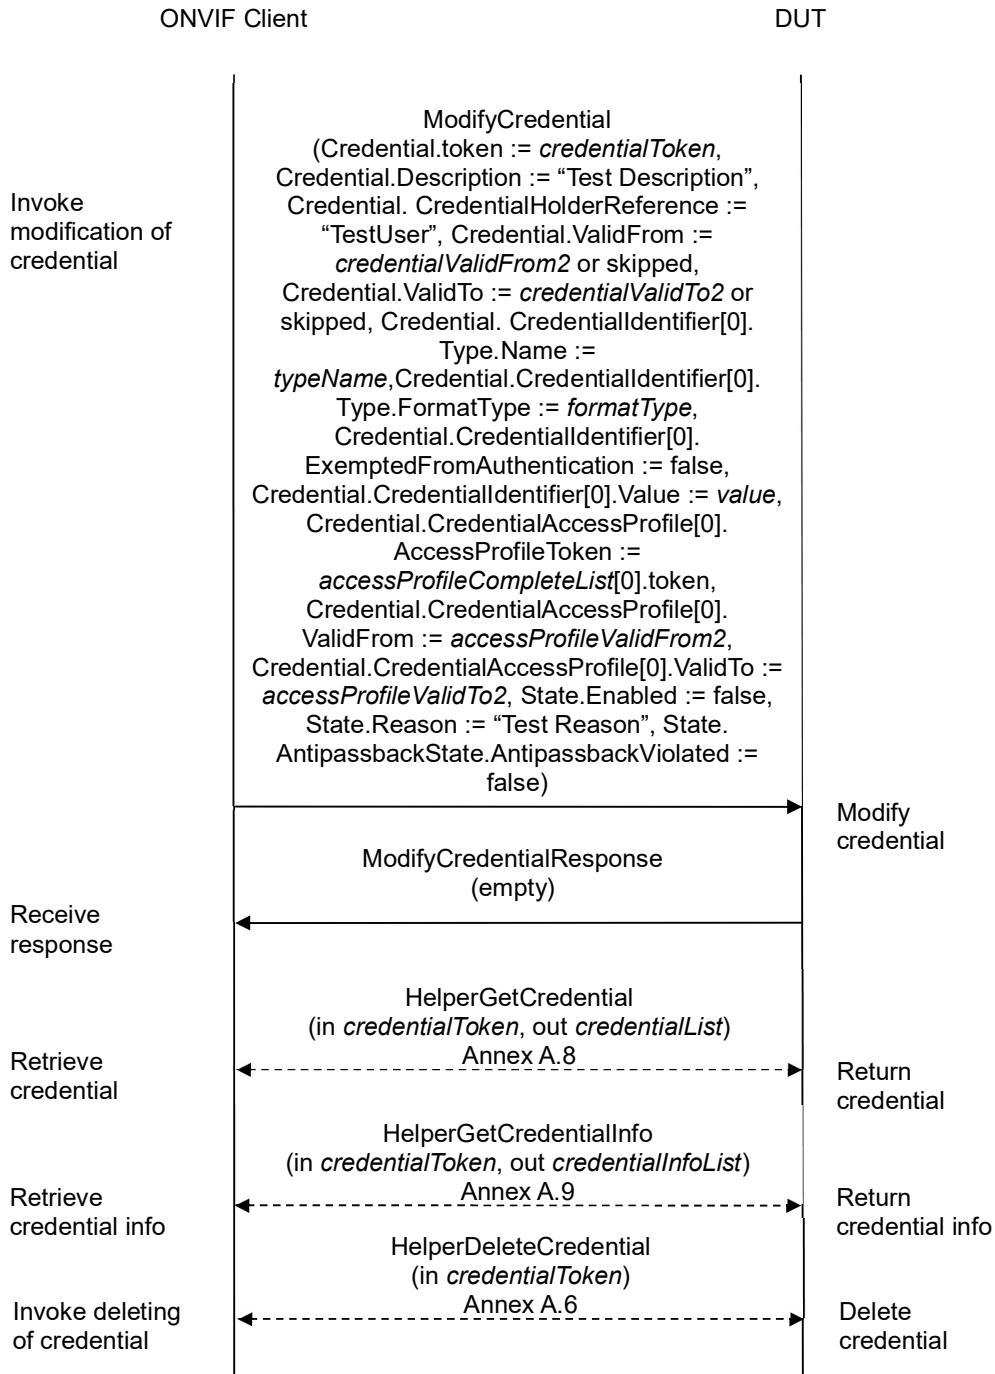 ONVIF Client
DUT
ModifyCredential
(Credential.token := credentialToken,
Credential.Description := “Test Description”,
Credential. CredentialHolderReference :=
“TestUser”, Credential.ValidFrom :=
credentialValidFrom2 or skipped,
Credential.ValidTo := credentialValidTo2 or
skipped, Credential. CredentialIdentifier[0].
Type.Name :=
typeName,Credential.CredentialIdentifier[0].
Type.FormatType := formatType,
Credential.CredentialIdentifier[0].
ExemptedFromAuthentication := false,
Credential.CredentialIdentifier[0].Value := value,
Credential.CredentialAccessProfile[0].
AccessProfileToken :=
accessProfileCompleteList[0].token,
Credential.CredentialAccessProfile[0].
ValidFrom := accessProfileValidFrom2,
Credential.CredentialAccessProfile[0].ValidTo :=
accessProfileValidTo2, State.Enabled := false,
State.Reason := “Test Reason”, State.
AntipassbackState.AntipassbackViolated :=
false)
Invoke
modification of
credential
Modify
credential
ModifyCredentialResponse
(empty)
Receive
response
HelperGetCredential
(in credentialToken, out credentialList)
Annex A.8
Retrieve
credential
Return
credential
HelperGetCredentialInfo
(in credentialToken, out credentialInfoList)
Annex A.9
Retrieve
credential info
Return
credential info
HelperDeleteCredential
(in credentialToken)
Annex A.6
Invoke deleting
of credential
Delete
credential